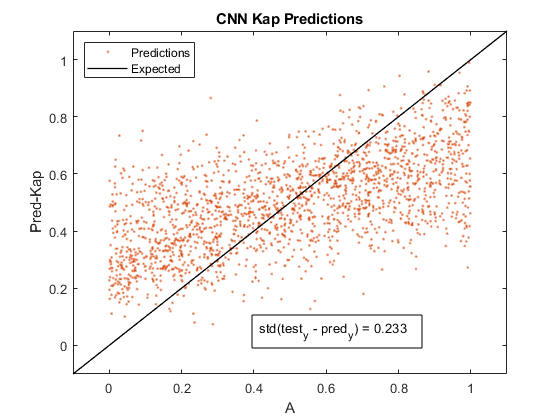 CNN Kap Predictions
Predictions
Expected
1
0.8
0.6
0.4
0.2
0
Pred-Kap
std(test_y - pred_y) = 0.233
0 0.2 0.4 0.6 0.8 1
A